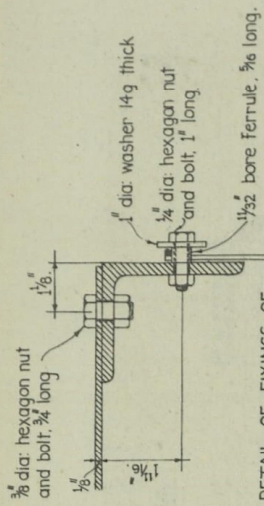 3/8" dia: hexagon nut
and bolt, 3/4" long
1/8"
1 1/8"
1 11/16"
1" dia: washer 14g thick
1/4" dia: hexagon nut
and bolt, 1" long
11/32" bore ferrule, 5/16 long.
DETAIL OF FIXINGS OF